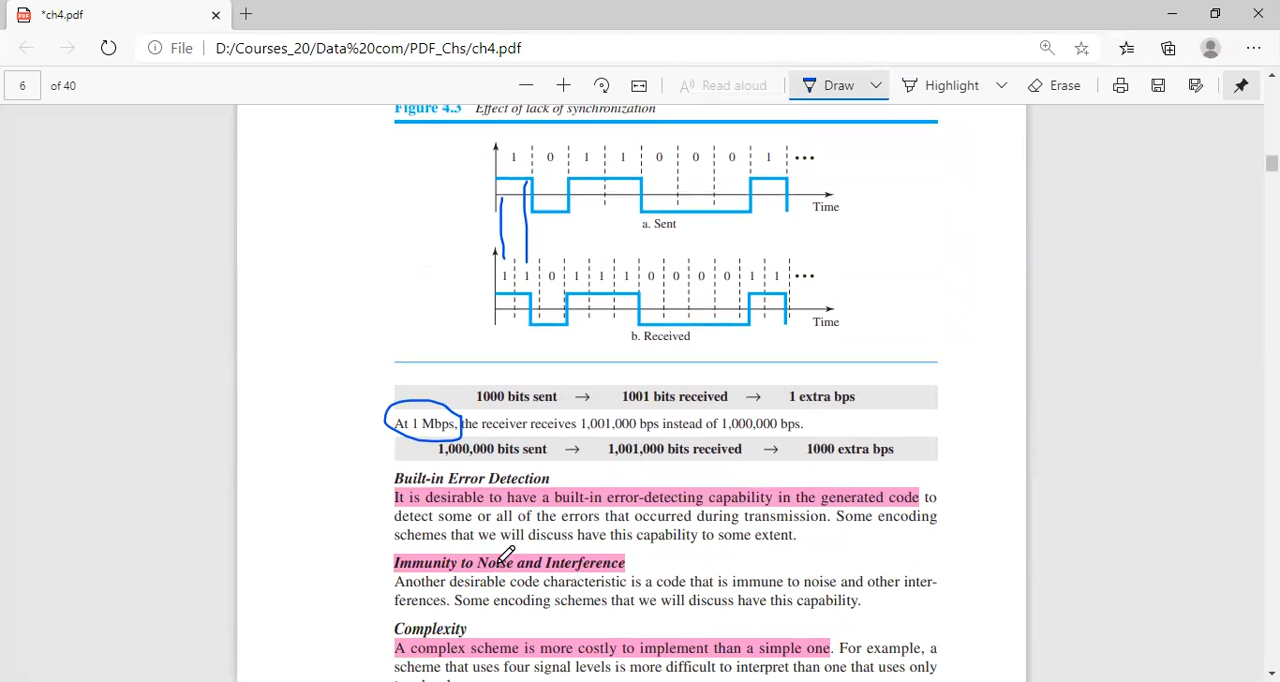 *ch4.pdf
File D:/Courses_20/Data%20com/PDF_Chs/ch4.pdf
6 of 40 Read aloud Draw Highlight Erase
Figure 4.3 Effect of lack of synchronization
1 0 1 1 0 0 0 1 •••
Time
a. Sent
1 1 0 1 1 1 0 0 0 0 1 1 •••
Time
b. Received
1000 bits sent → 1001 bits received → 1 extra bps
At 1 Mbps, the receiver receives 1,001,000 bps instead of 1,000,000 bps.
1,000,000 bits sent → 1,001,000 bits received → 1000 extra bps
Built-in Error Detection
It is desirable to have a built-in error-detecting capability in the generated code to
detect some or all of the errors that occurred during transmission. Some encoding
schemes that we will discuss have this capability to some extent.
Immunity to Noise and Interference
Another desirable code characteristic is a code that is immune to noise and other inter-
ferences. Some encoding schemes that we will discuss have this capability.
Complexity
A complex scheme is more costly to implement than a simple one. For example, a
scheme that uses four signal levels is more difficult to interpret than one that uses only